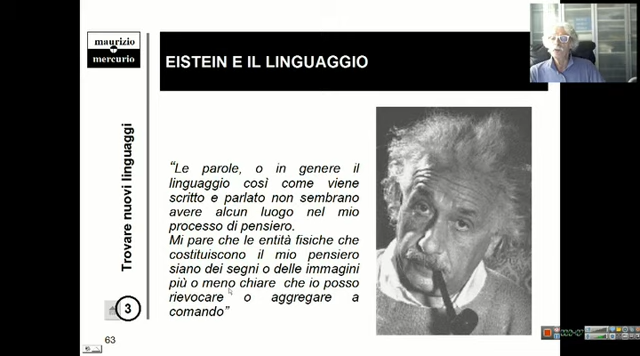 maurizio
mercurio
EISTEIN E IL LINGUAGGIO
Trovare nuovi linguaggi
“Le parole, o in genere il
linguaggio così come viene
scritto e parlato non sembrano
avere alcun luogo nel mio
processo di pensiero.
Mi pare che le entità fisiche che
costituiscono il mio pensiero
siano dei segni o delle immagini
più o meno chiare che io posso
rievocare o aggregare a
comando”
3
63